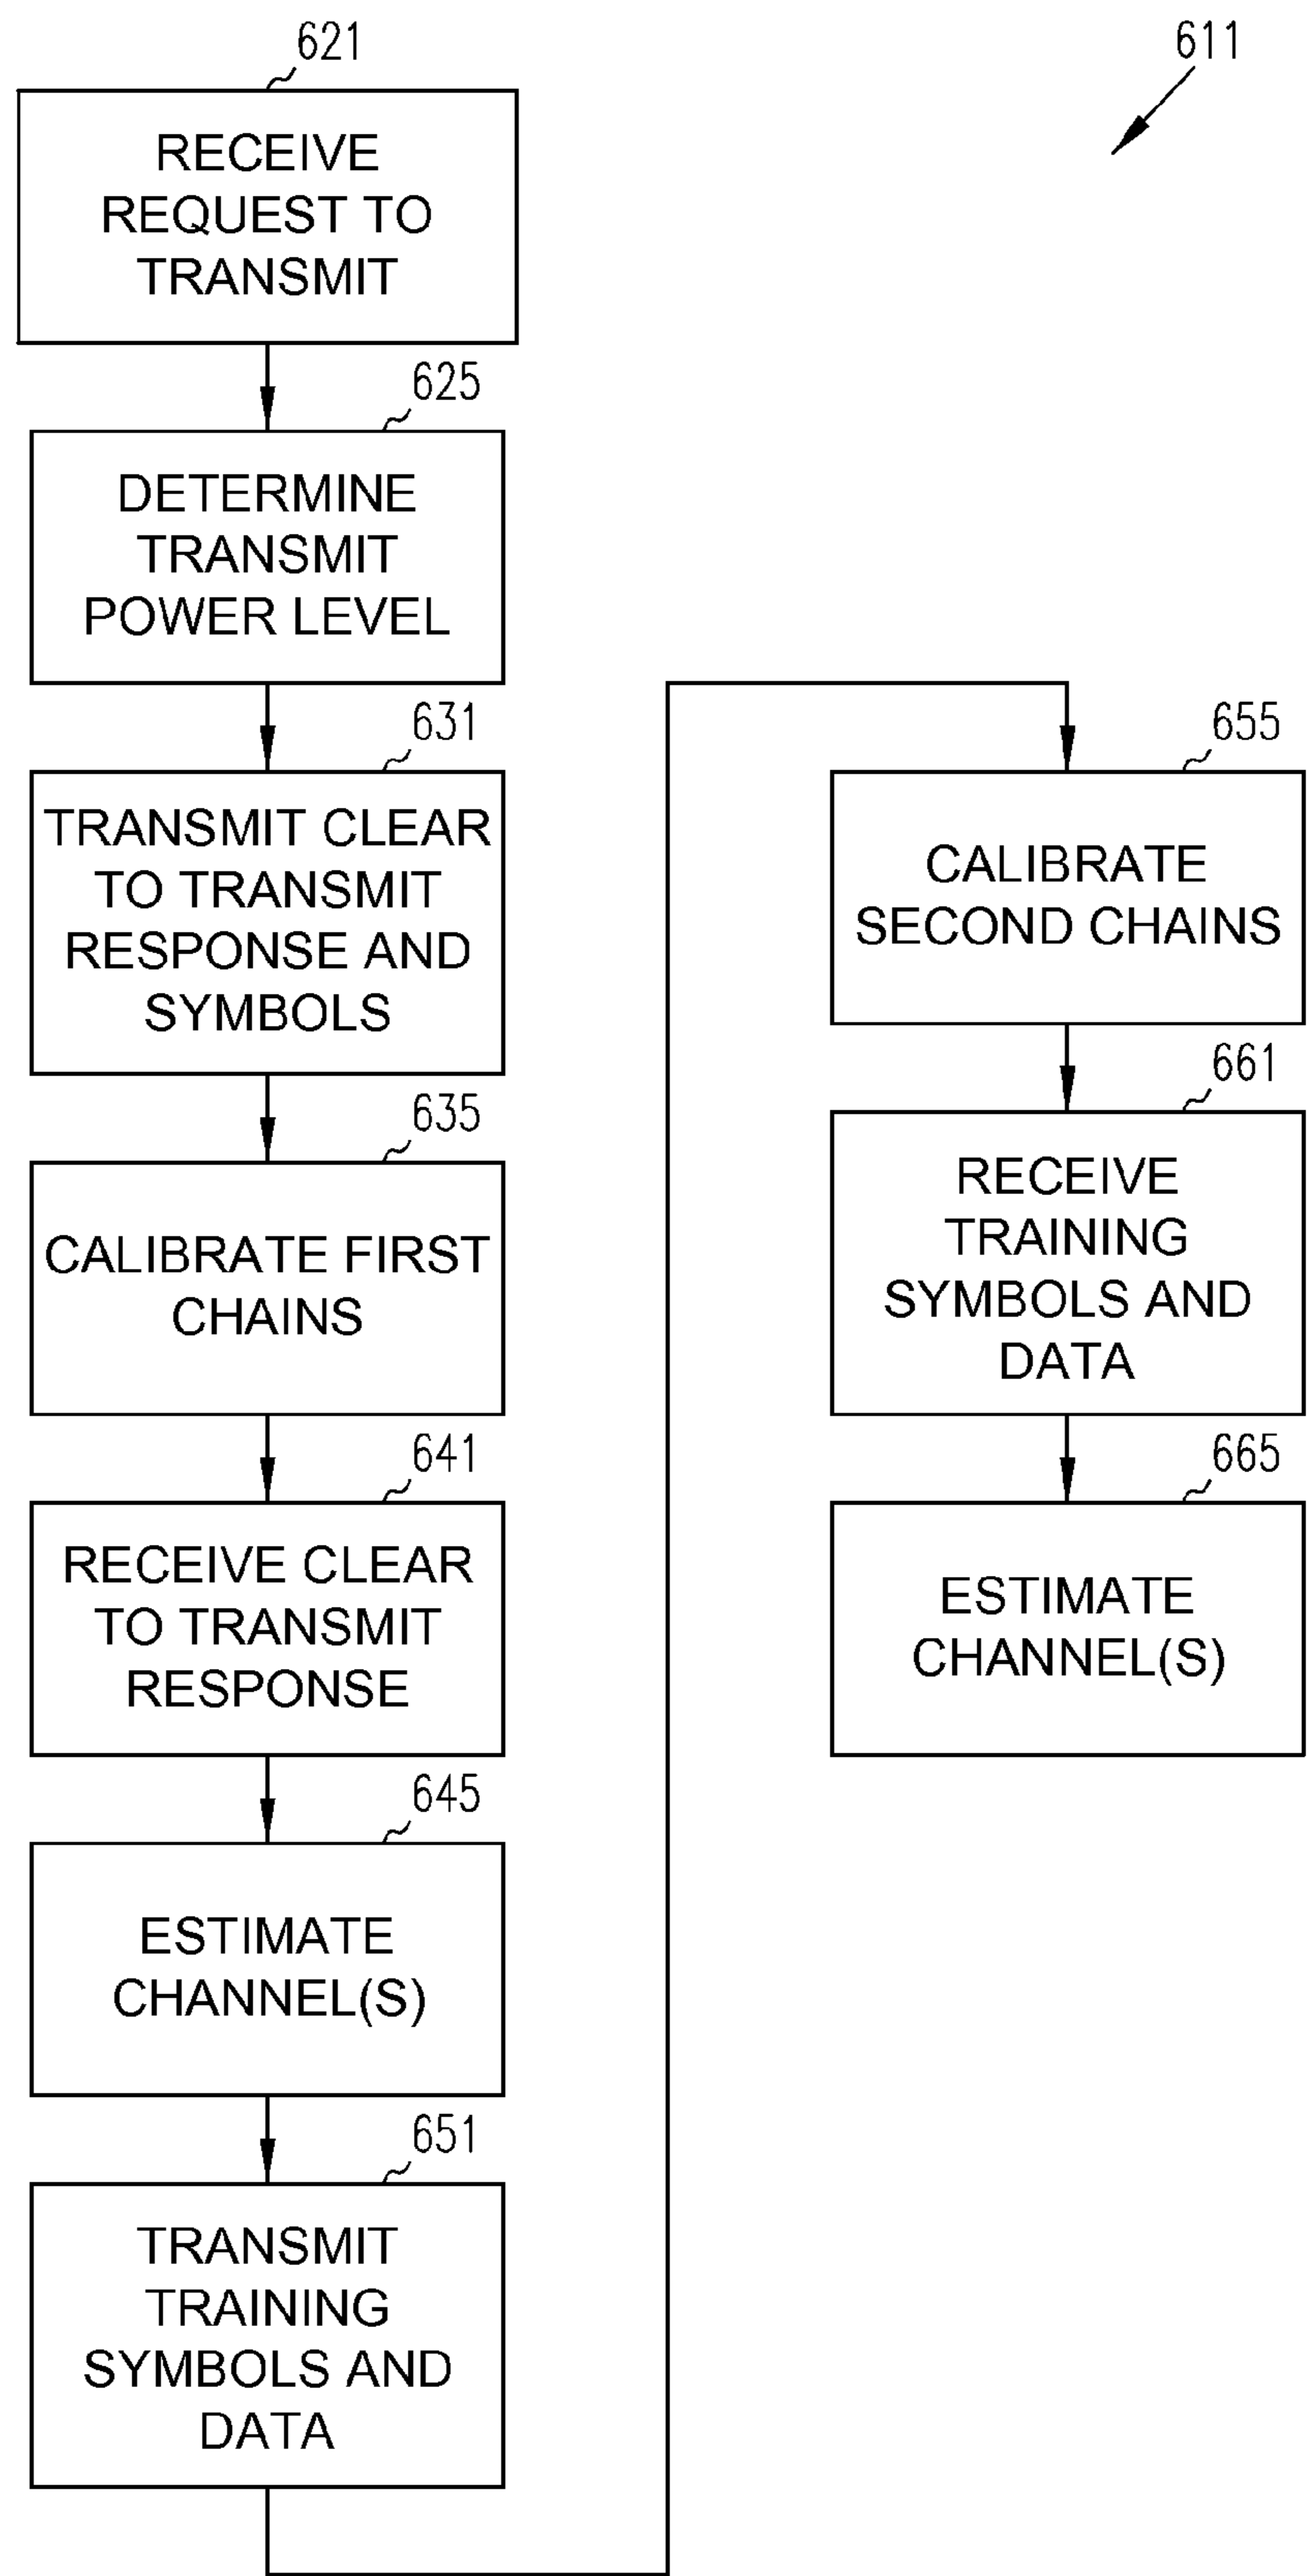 621
611
RECEIVE
REQUEST TO
TRANSMIT
625
DETERMINE
TRANSMIT
POWER LEVEL
631
TRANSMIT CLEAR
TO TRANSMIT
RESPONSE AND
SYMBOLS
635
CALIBRATE FIRST
CHAINS
641
RECEIVE CLEAR
TO TRANSMIT
RESPONSE
645
ESTIMATE
CHANNEL(S)
651
TRANSMIT
TRAINING
SYMBOLS AND
DATA
655
CALIBRATE
SECOND CHAINS
661
RECEIVE
TRAINING
SYMBOLS AND
DATA
665
ESTIMATE
CHANNEL(S)